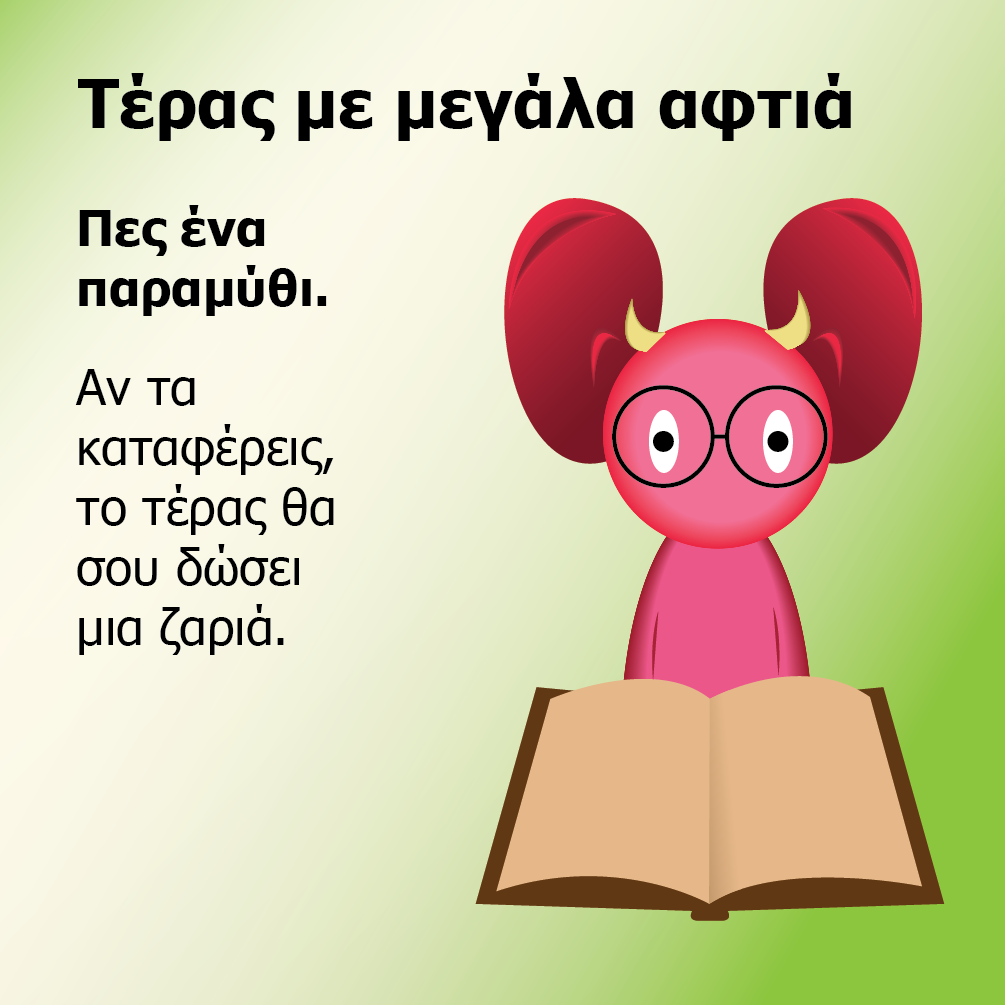 Τέρας με μεγάλα αφτιά
Πες ένα
παραμύθι.
Αν τα
καταφέρεις,
το τέρας θα
σου δώσει
μια ζαριά.